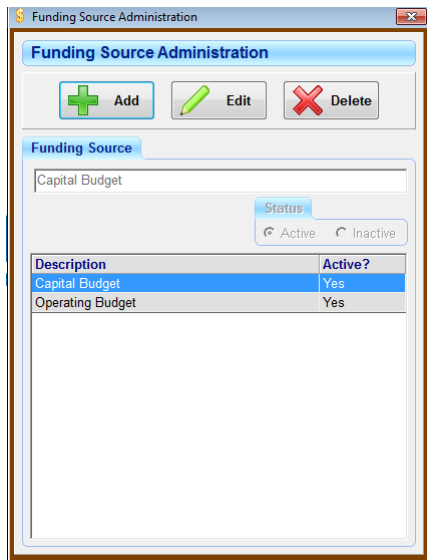 Funding Source Administration
Funding Source Administration
Add Edit Delete
Funding Source
Capital Budget
Status
Active Inactive
Description Active?
Capital Budget Yes
Operating Budget Yes